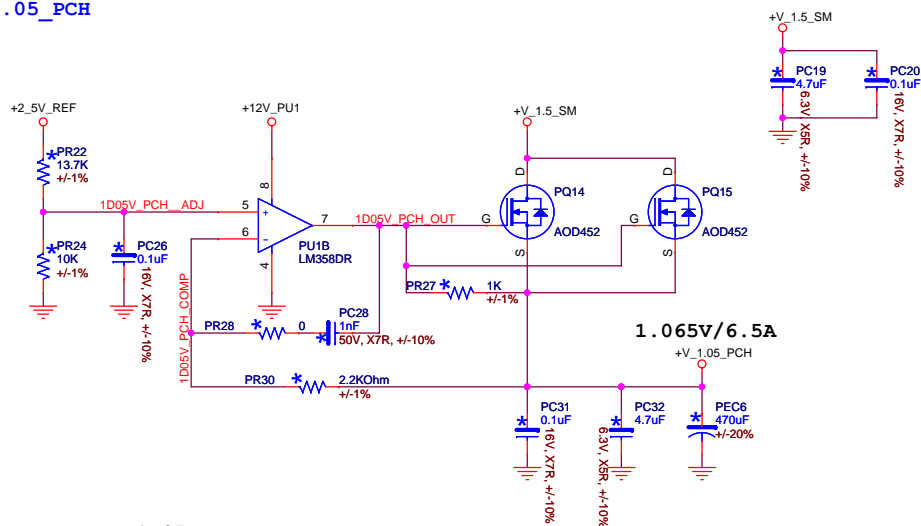 .05_PCH
+V_1.5_SM
PC19
4.7uF
6.3V, X5R, +/-10%
PC20
0.1uF
16V, X7R, +/-10%
+2_5V_REF
PR22
13.7K
+/-1%
PR24
10K
+/-1%
1D05V_PCH__ADJ
PC26
0.1uF
16V, X7R, +/-10%
+12V_PU1
8
5
+
6
-
7
4
PU1B
LM358DR
1D05V_PCH_OUT
1D05V_PCH_COMP
+V_1.5_SM
D
G
S
PQ14
AOD452
D
G
S
PQ15
AOD452
PR27
1K
+/-1%
PR28
0
PC28
1nF
50V, X7R, +/-10%
PR30
2.2KOhm
+/-1%
1.065V/6.5A
+V_1.05_PCH
PC31
0.1uF
16V, X7R, +/-10%
PC32
4.7uF
6.3V, X5R, +/-10%
PEC6
470uF
+/-20%